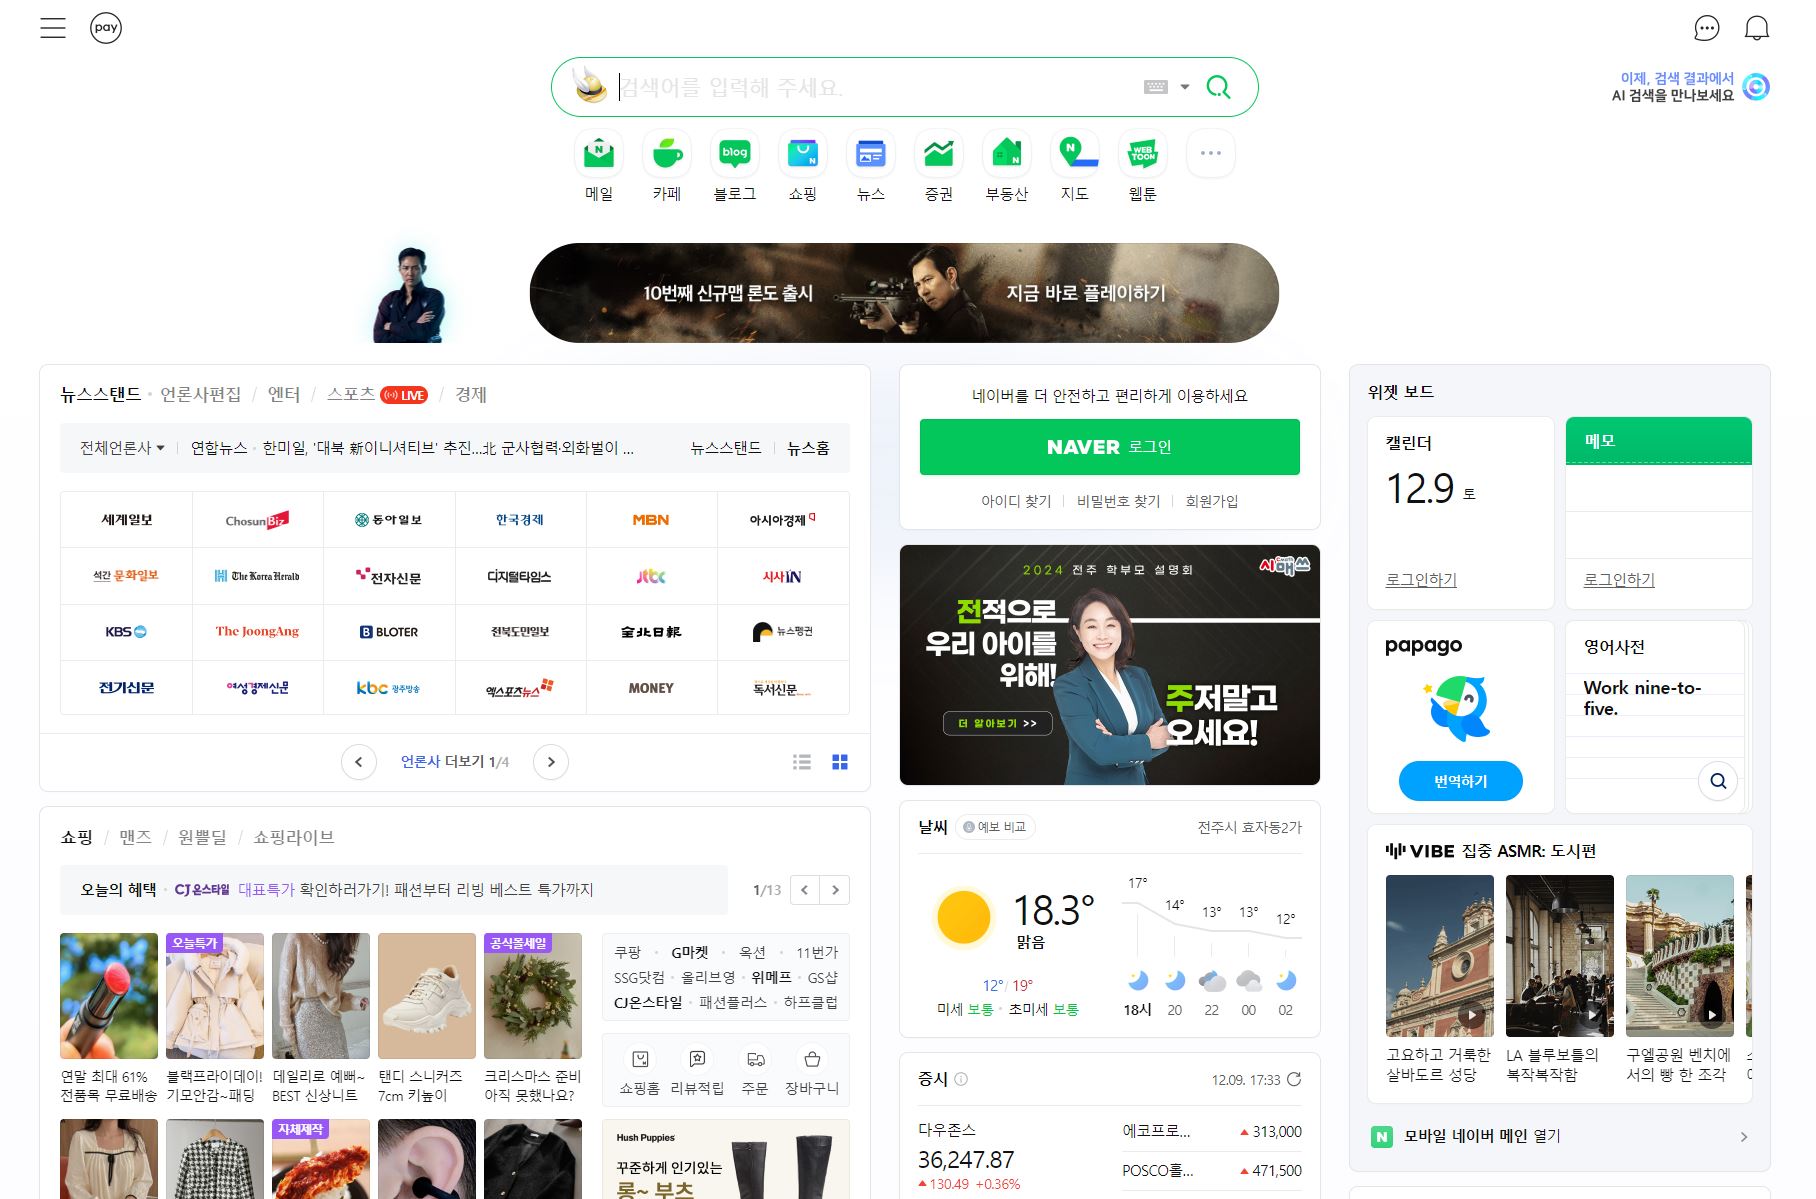 pay
이제, 검색 결과에서
AI 검색을 만나보세요
검색어를 입력해 주세요.
N
blog
N
N
N
WEB TOON
메일
카페
블로그
쇼핑
뉴스
증권
부동산
지도
웹툰
10번째 신규맵 론도 출시
지금 바로 플레이하기
뉴스스탠드 · 언론사편집 / 엔터 / 스포츠 LIVE / 경제
전체언론사
연합뉴스 · 한미일, '대북 新이니셔티브' 추진...北 군사협력·외화벌이 ...
뉴스스탠드
뉴스홈
세계일보
Chosun Biz
동아일보
한국경제
MBN
아시아경제
석간 문화일보
The Korea Herald
전자신문
디지털타임스
jtbc
시사IN
KBS
The JoongAng
B BLOTER
전북도민일보
全北日報
뉴스펭귄
전기신문
여성경제신문
kbc 광주방송
엑스포츠뉴스
MONEY
독서신문
언론사 더보기 1/4
쇼핑 / 맨즈 / 원쁠딜 / 쇼핑라이브
오늘의 혜택 · CJ온스타일 대표특가 확인하러가기! 패션부터 리빙 베스트 특가까지
1/13
오늘특가
공식몰세일
연말 최대 61%
전품목 무료배송
블랙프라이데이!
기모안감~패딩
데일리로 예뻐~
BEST 신상니트
탠디 스니커즈
7cm 키높이
크리스마스 준비
아직 못했나요?
자체제작
쿠팡 · G마켓 · 옥션 · 11번가
SSG닷컴 · 올리브영 · 위메프 · GS샵
CJ온스타일 · 패션플러스 · 하프클럽
쇼핑홈
리뷰적립
주문
장바구니
Hush Puppies
꾸준하게 인기있는
롱~ 부츠
네이버를 더 안전하고 편리하게 이용하세요
NAVER 로그인
아이디 찾기
비밀번호 찾기
회원가입
시매쓰
2024 전주 학부모 설명회
전적으로
우리 아이를
위해!
더 알아보기 >>
주저말고
오세요!
날씨
예보 비교
전주시 효자동2가
18.3°
맑음
12°/ 19°
미세 보통 · 초미세 보통
17°
14°
13°
13°
12°
18시
20
22
00
02
증시
12.09. 17:33
다우존스
36,247.87
130.49 +0.36%
에코프로...
313,000
POSCO홀...
471,500
위젯 보드
캘린더
12.9 토
로그인하기
메모
로그인하기
papago
번역하기
영어사전
Work nine-to-
five.
VIBE 집중 ASMR: 도시편
고요하고 거룩한
살바도르 성당
LA 블루보틀의
복작복작함
구엘공원 벤치에
서의 빵 한 조각
N 모바일 네이버 메인 열기